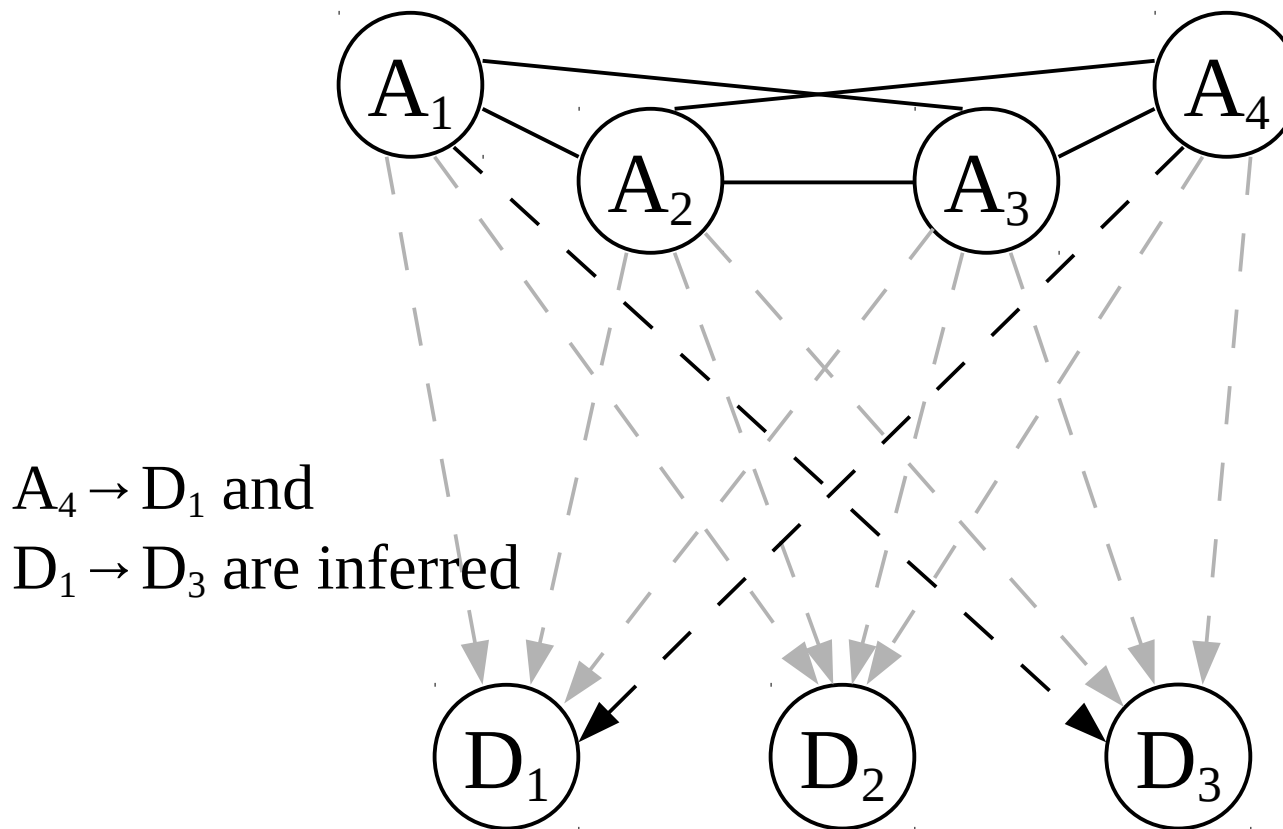 A₁ A₄
A₂ A₃
A₄→D₁ and
D₁→D₃ are inferred
D₁ D₂ D₃